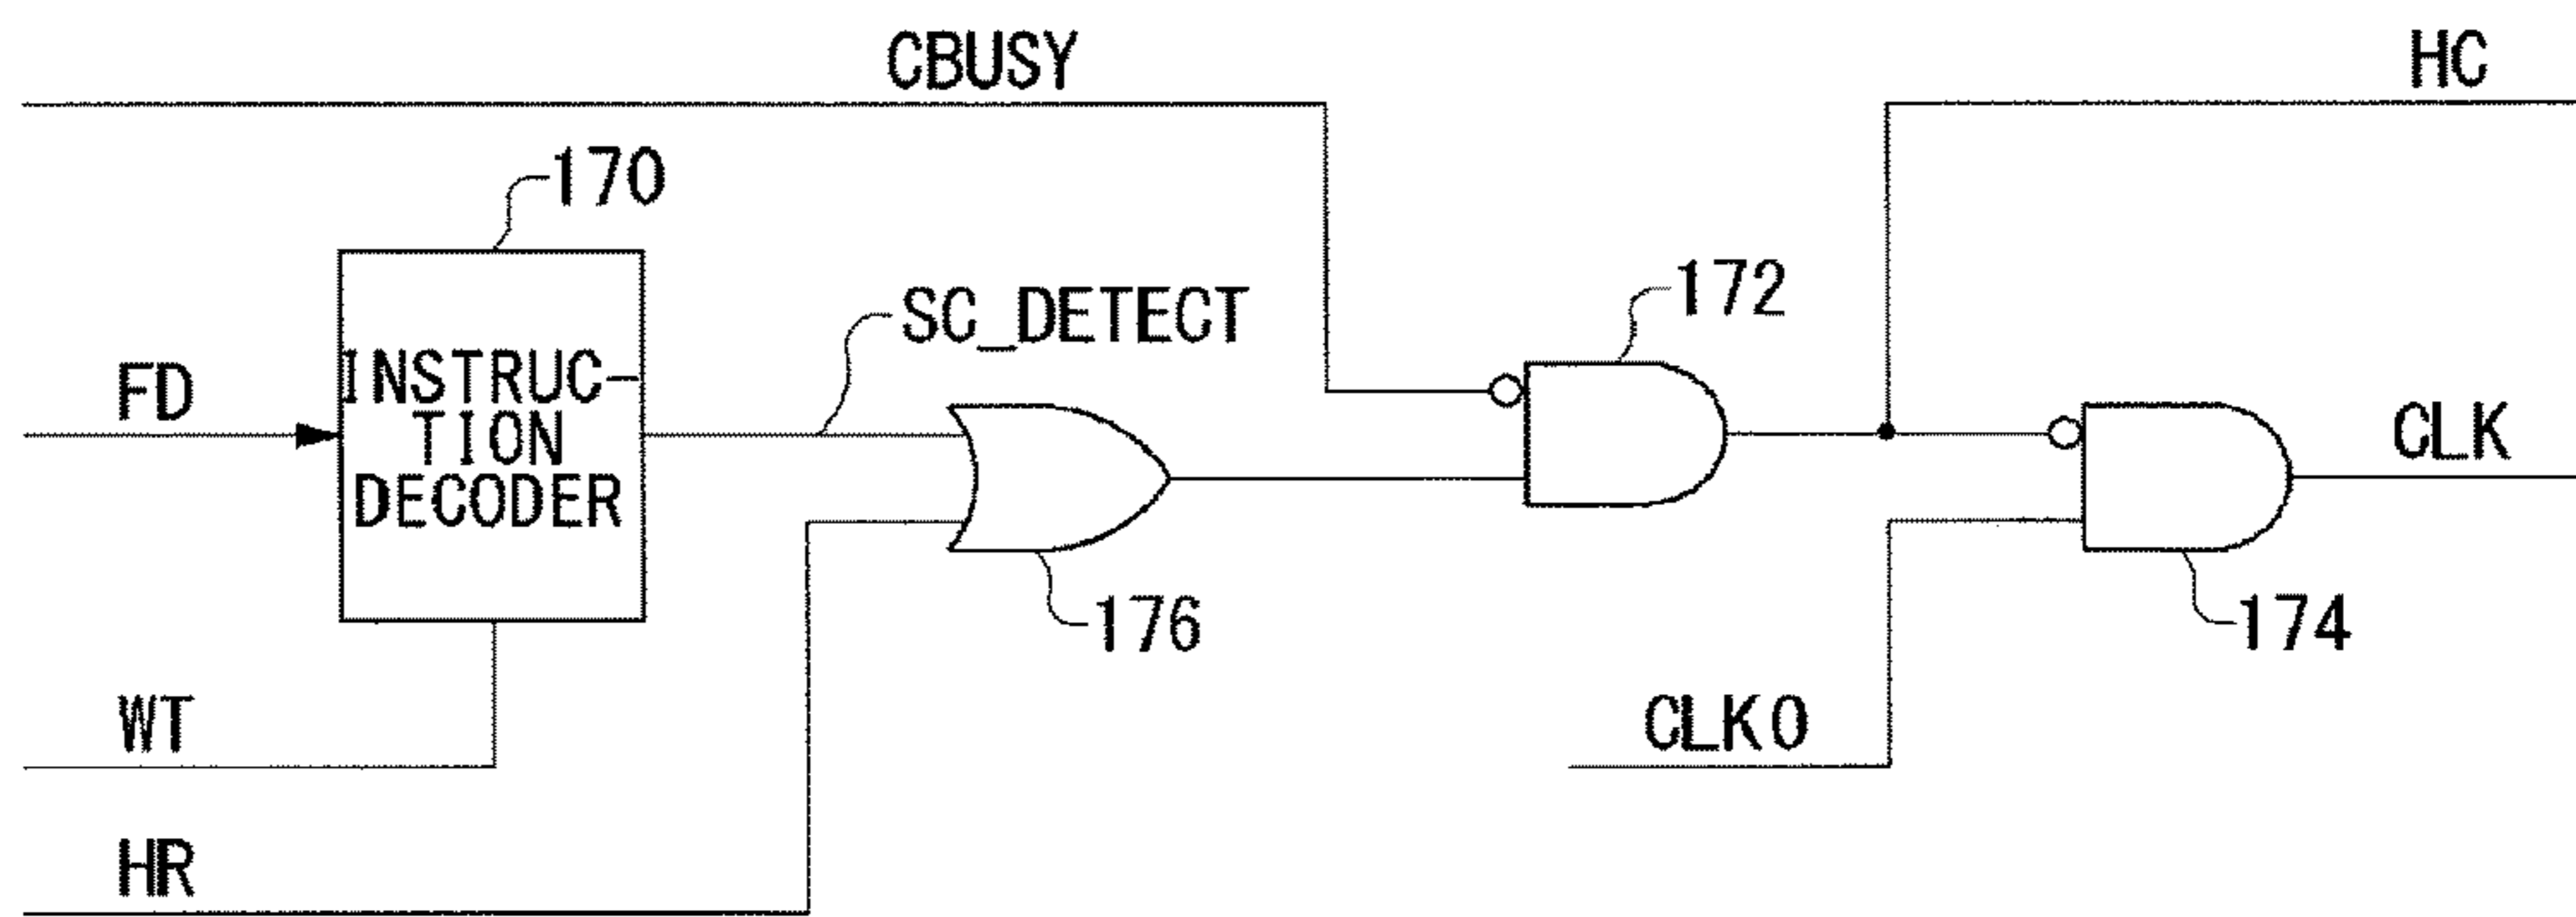 CBUSY
HC
170
172
SC_DETECT
FD
INSTRUC-
TION
DECODER
CLK
176
174
WT
CLK0
HR